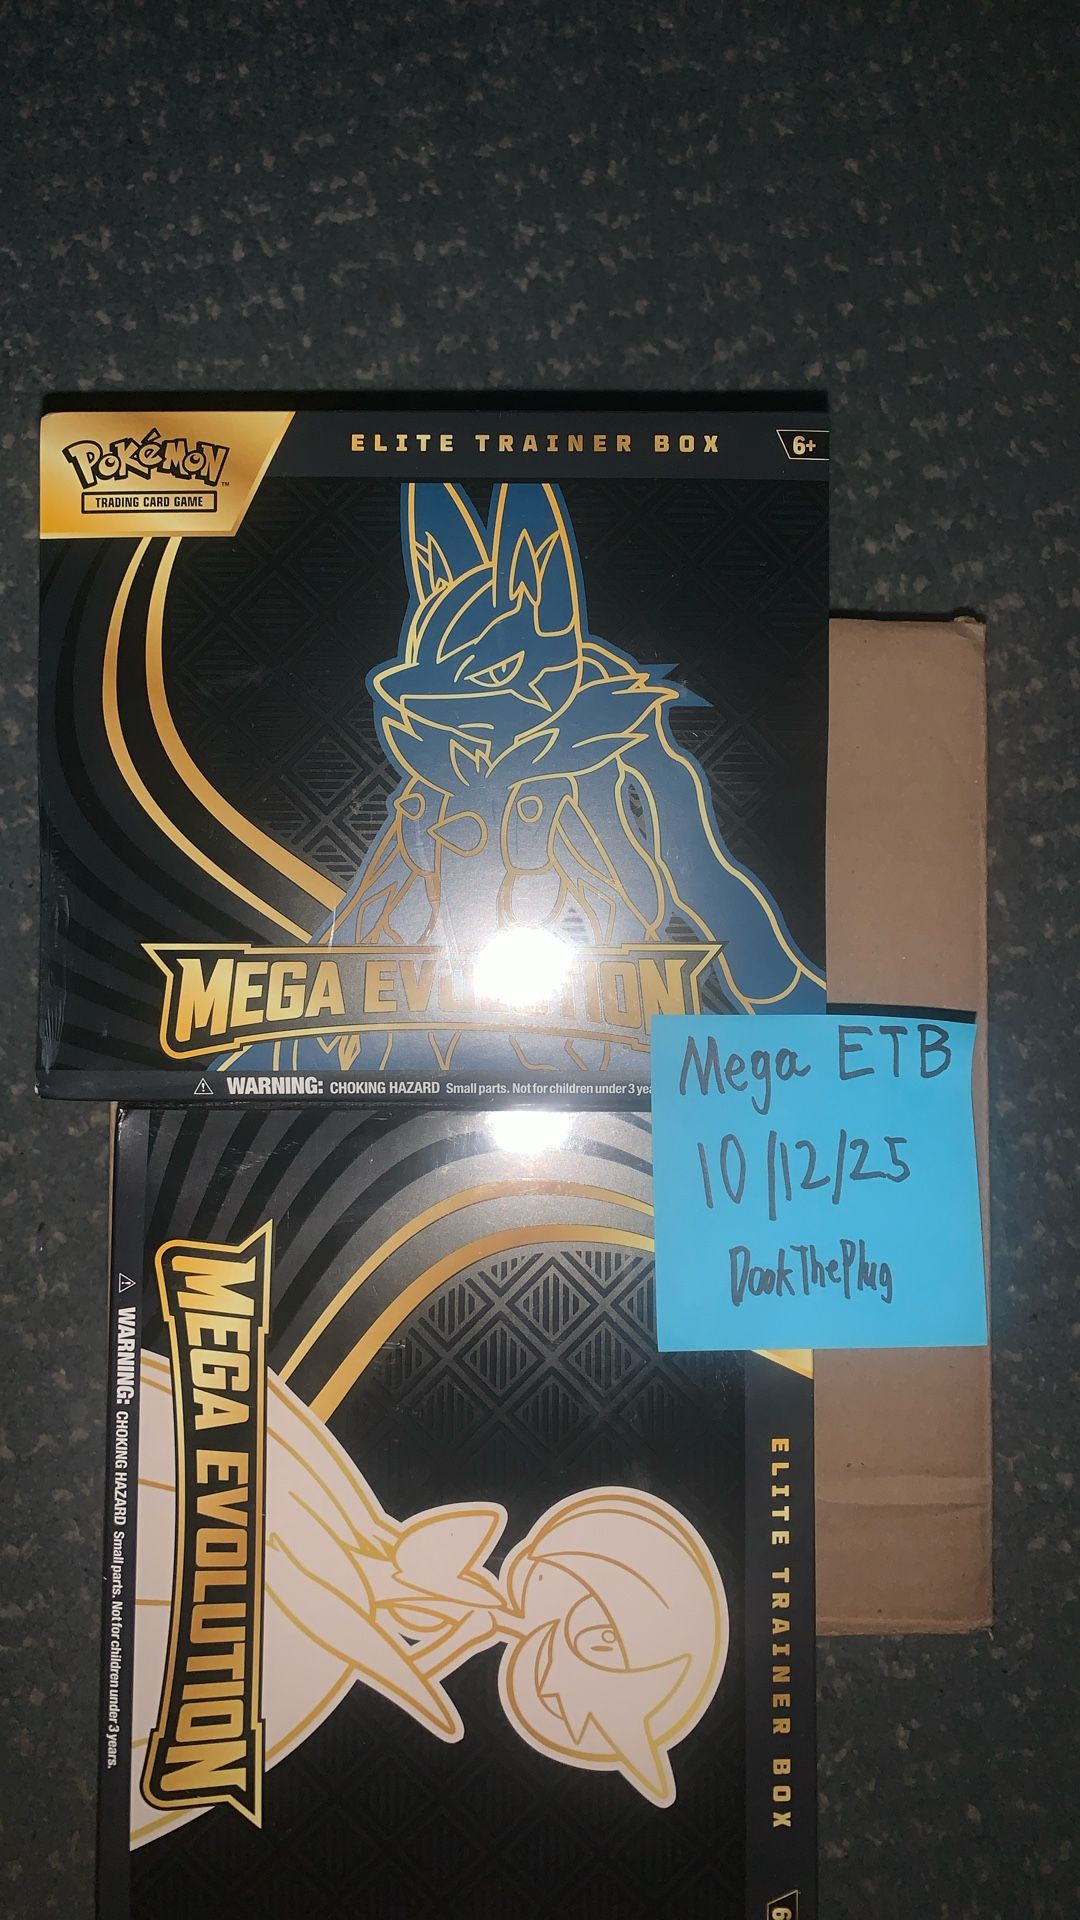 POKéMON
TRADING CARD GAME
ELITE TRAINER BOX
6+
MEGA EVOLUTION
WARNING: CHOKING HAZARD Small parts. Not for children under 3 yea
Mega ETB
10/12/25
DookThePlug
MEGA EVOLUTION
WARNING: CHOKING HAZARD Small parts. Not for children under 3 years.
ELITE TRAINER BOX
6